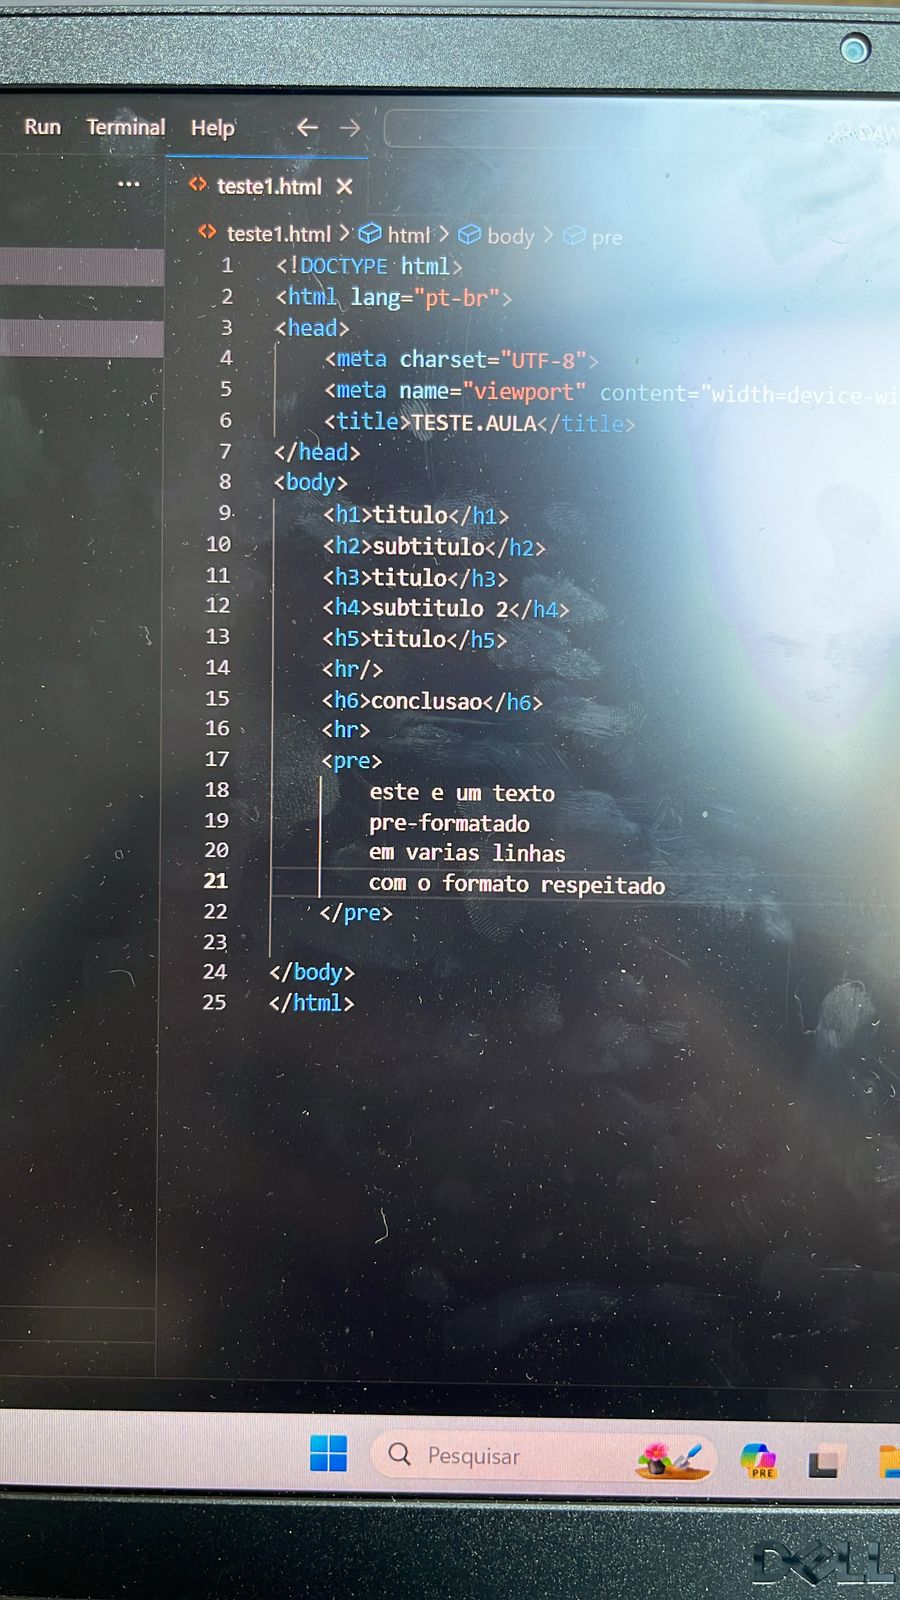 Run Terminal Help
teste1.html
teste1.html > html > body > pre
1 <!DOCTYPE html>
2 <html lang="pt-br">
3 <head>
4 <meta charset="UTF-8">
5 <meta name="viewport" content="width=device-wi
6 <title>TESTE.AULA</title>
7 </head>
8 <body>
9 <h1>titulo</h1>
10 <h2>subtitulo</h2>
11 <h3>titulo</h3>
12 <h4>subtitulo 2</h4>
13 <h5>titulo</h5>
14 <hr/>
15 <h6>conclusao</h6>
16 <hr>
17 <pre>
18 este e um texto
19 pre-formatado
20 em varias linhas
21 com o formato respeitado
22 </pre>
23
24 </body>
25 </html>
Pesquisar
PRE
DELL